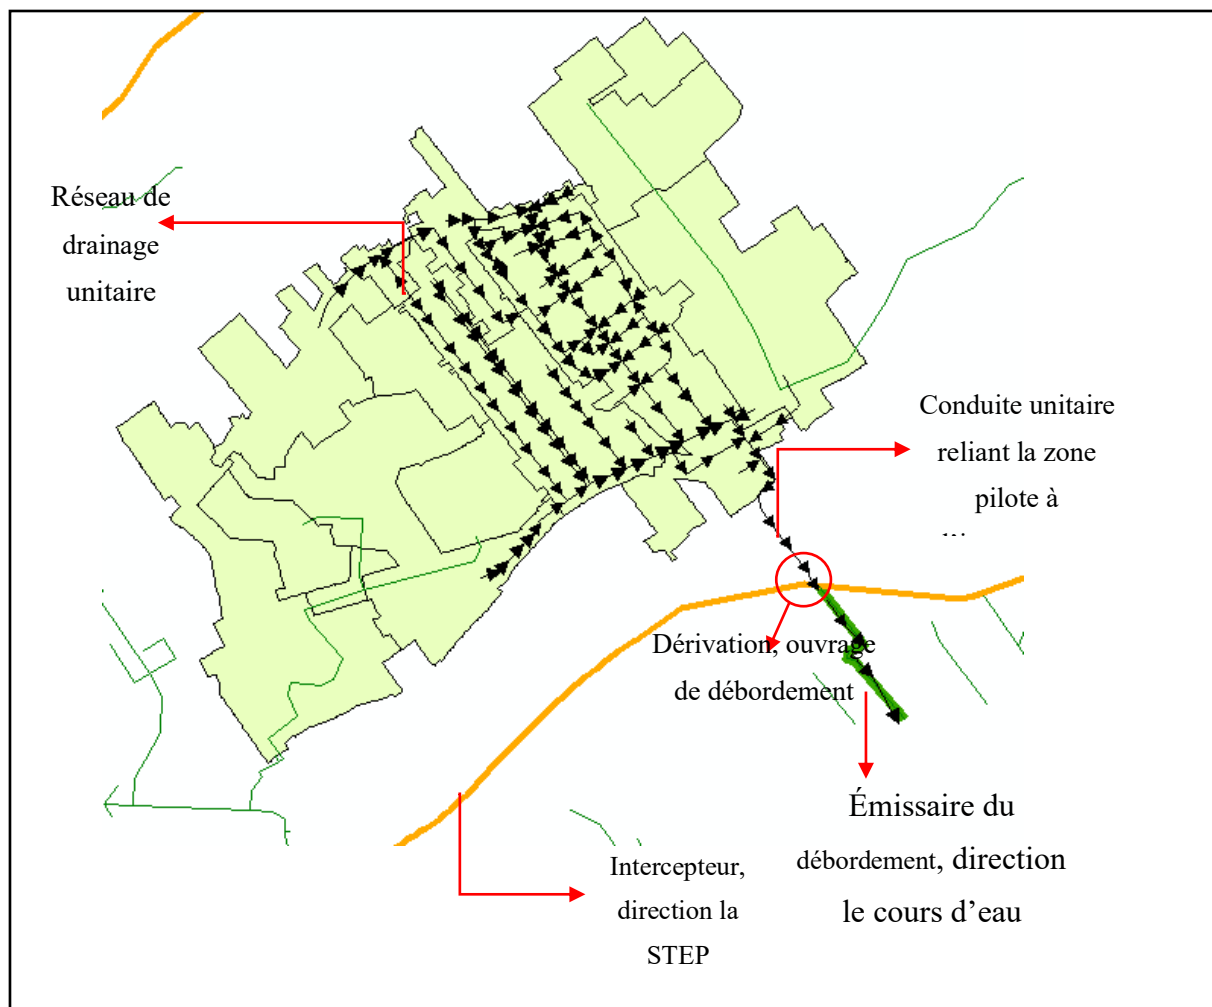 Réseau de
drainage
unitaire
Conduite unitaire
reliant la zone
pilote à
Dérivation, ouvrage
de débordement
Émissaire du
débordement, direction
le cours d’eau
Intercepteur,
direction la
STEP